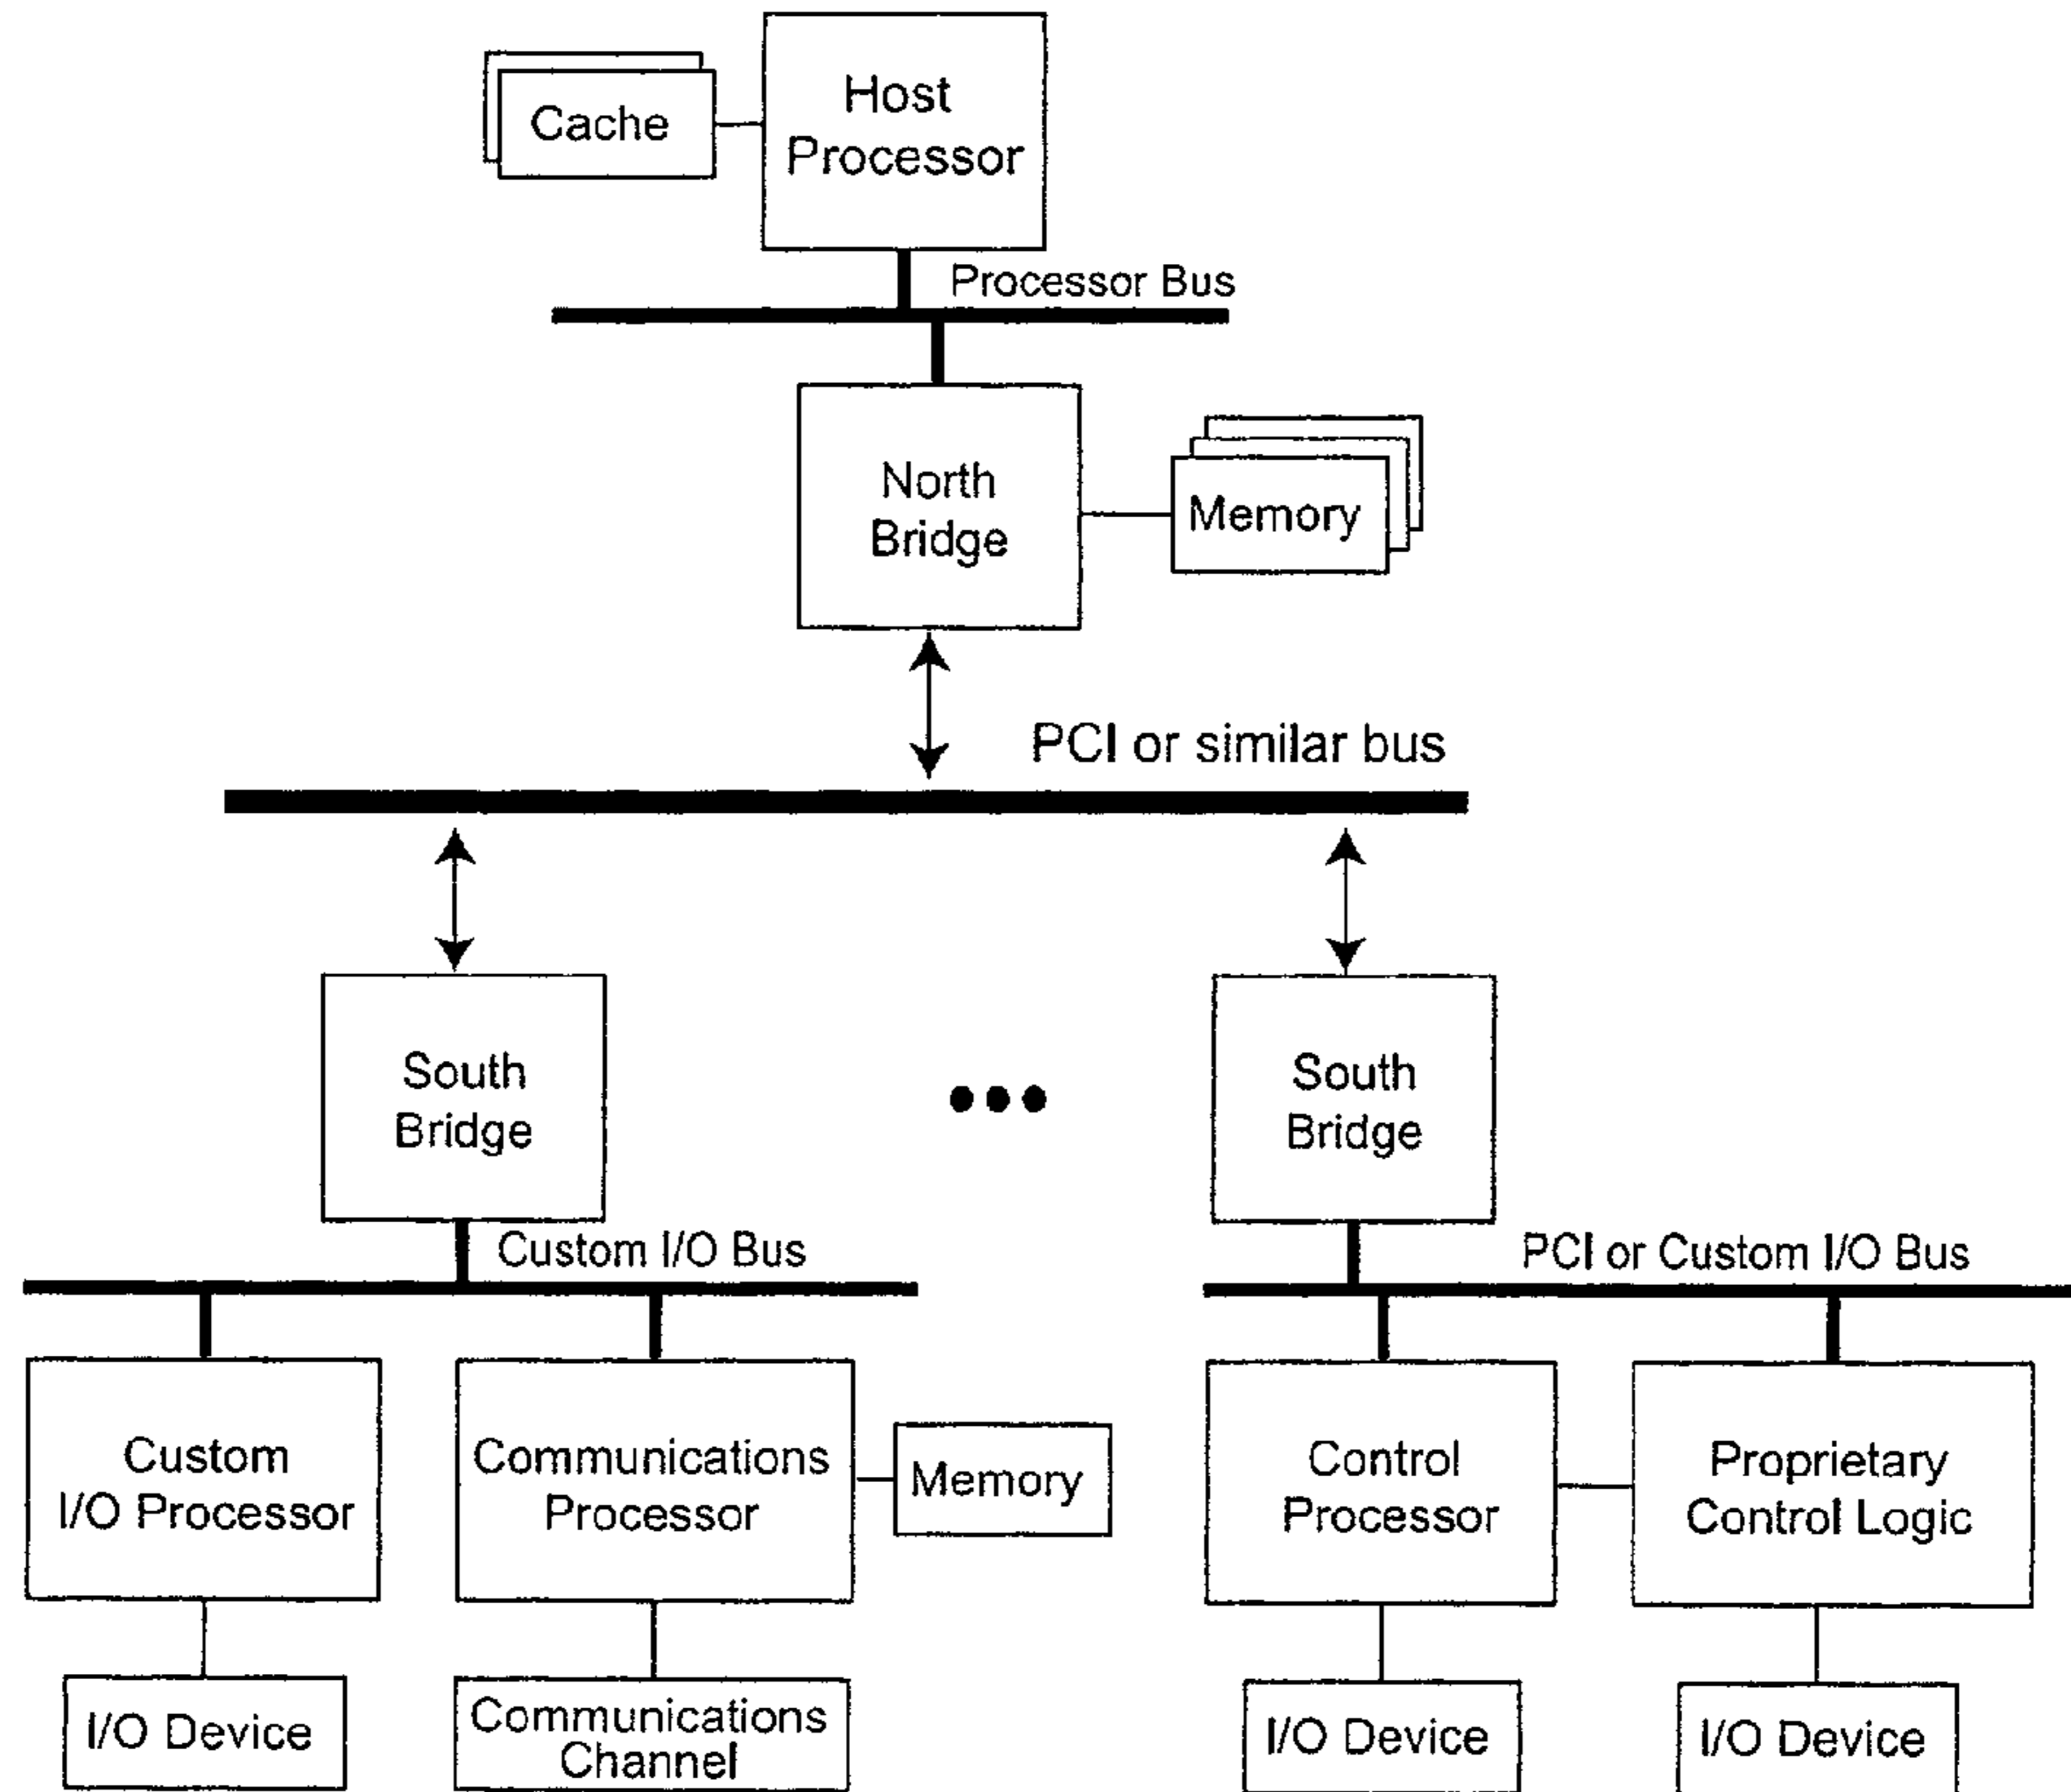 Host
Processor
Cache
Processor Bus
North
Bridge
Memory
PCI or similar bus
South
Bridge
South
Bridge
Custom I/O Bus
PCI or Custom I/O Bus
Custom
I/O Processor
Communications
Processor
Memory
Control
Processor
Proprietary
Control Logic
I/O Device
Communications
Channel
I/O Device
I/O Device